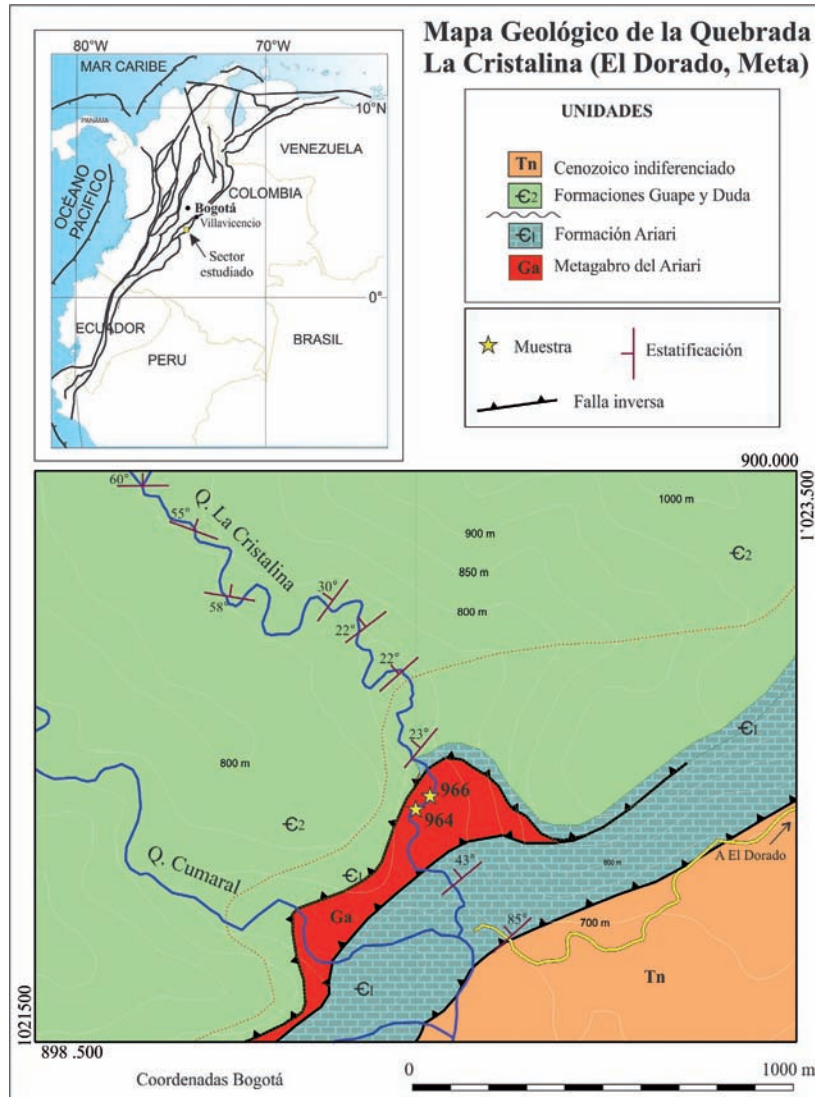 Mapa Geológico de la Quebrada
La Cristalina (El Dorado, Meta)
80°W
70°W
MAR CARIBE
10°N
PANAMA
VENEZUELA
OCÉANO
PACIFICO
COLOMBIA
Bogotá
Villavicencio
Sector
estudiado
0°
ECUADOR
PERU
BRASIL
UNIDADES
Tn Cenozoico indiferenciado
Є2 Formaciones Guape y Duda
Є1 Formación Ariari
Ga Metagabro del Ariari
Muestra
Estatificación
Falla inversa
900.000
1'023.500
60°
Q. La Cristalina
1000 m
55°
900 m
Є2
850 m
58°
30°
800 m
22°
22°
23°
Є1
800 m
966
964
Є2
A El Dorado
Q. Cumaral
Є1
43°
Ga
85°
700 m
Tn
Є1
1021500
898 .500
Coordenadas Bogotá
0
1000 m